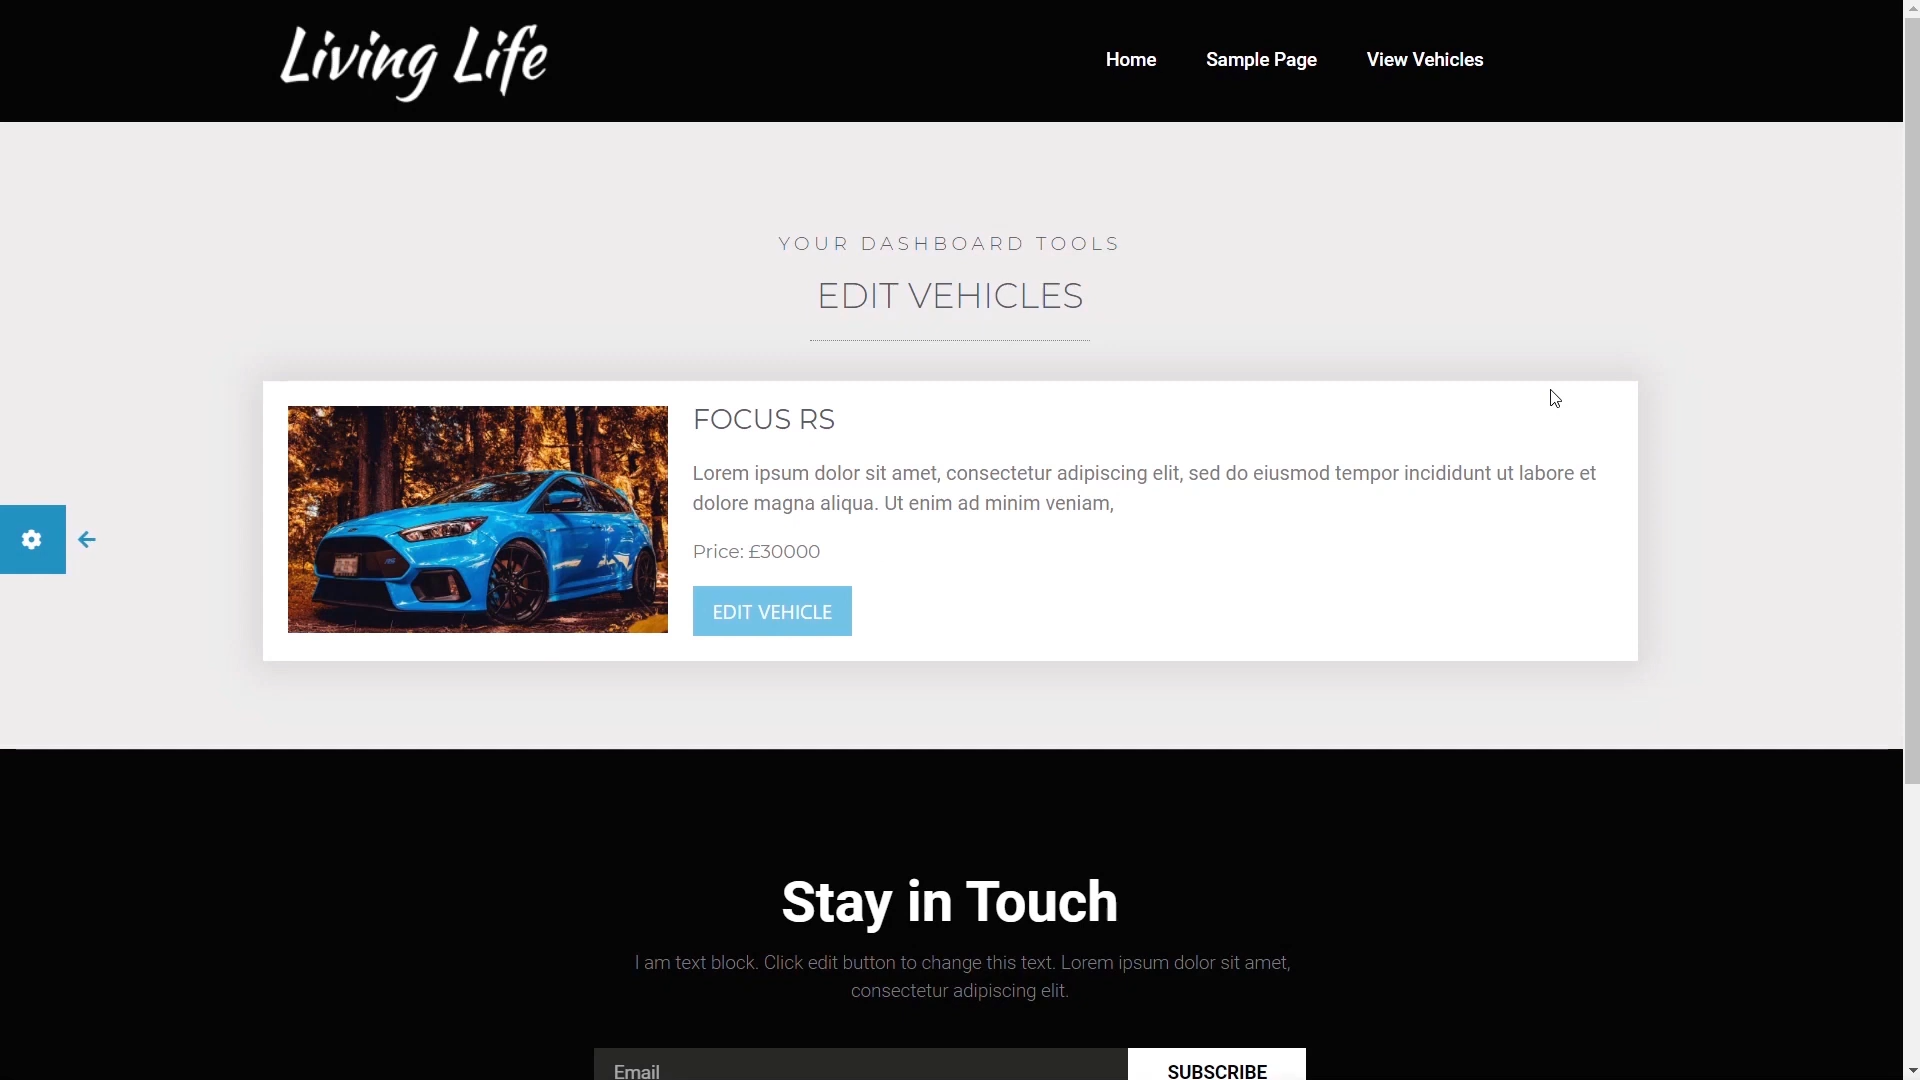 Living Life
Home
Sample Page
View Vehicles
YOUR DASHBOARD TOOLS
EDIT VEHICLES
FOCUS RS
Lorem ipsum dolor sit amet, consectetur adipiscing elit, sed do eiusmod tempor incididunt ut labore et
dolore magna aliqua. Ut enim ad minim veniam,
Price: £30000
EDIT VEHICLE
Stay in Touch
I am text block. Click edit button to change this text. Lorem ipsum dolor sit amet,
consectetur adipiscing elit.
Email
SUBSCRIBE